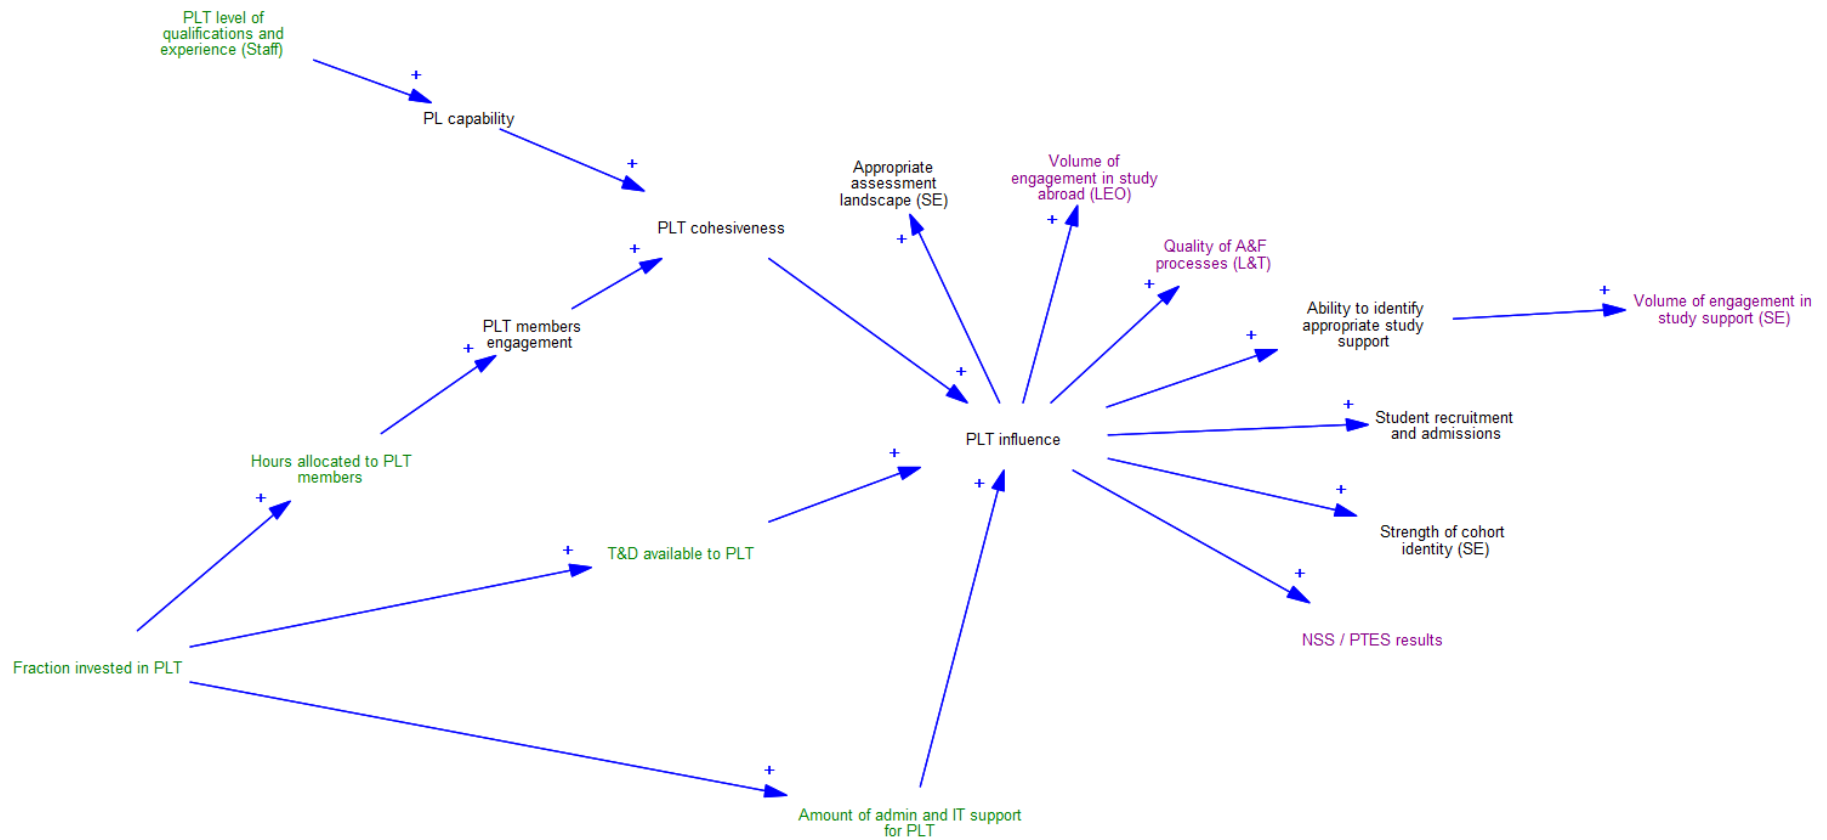 PLT level of
qualifications and
experience (Staff)
+
PL capability
+
Appropriate
assessment
landscape (SE)
+
Volume of
engagement in study
abroad (LEO)
+
PLT cohesiveness
+
Quality of A&F
processes (L&T)
+
PLT members
engagement
+
Ability to identify
appropriate study
support
+
Volume of engagement in
study support (SE)
+
+
Student recruitment
and admissions
+
PLT influence
+
+
Hours allocated to PLT
members
+
Strength of cohort
identity (SE)
+
T&D available to PLT
+
NSS / PTES results
+
Fraction invested in PLT
+
Amount of admin and IT support
for PLT